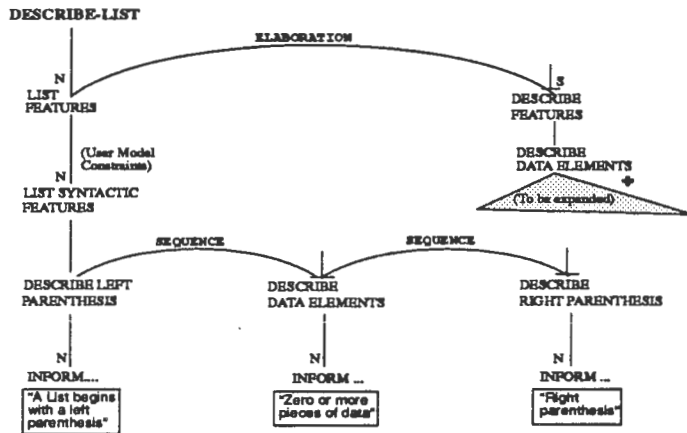 DESCRIBE-LIST
ELABORATION
N
S
LIST
FEATURES
DESCRIBE
FEATURES
(User Model
Constraints)
DESCRIBE
DATA ELEMENTS
+
(To be expanded)
N
LIST SYNTACTIC
FEATURES
SEQUENCE
SEQUENCE
DESCRIBE LEFT
PARENTHESIS
DESCRIBE
DATA ELEMENTS
DESCRIBE
RIGHT PARENTHESIS
N
N
N
INFORM....
INFORM ...
INFORM ...
"A List begins
with a left
parenthesis"
"Zero or more
pieces of data"
"Right
parenthesis"